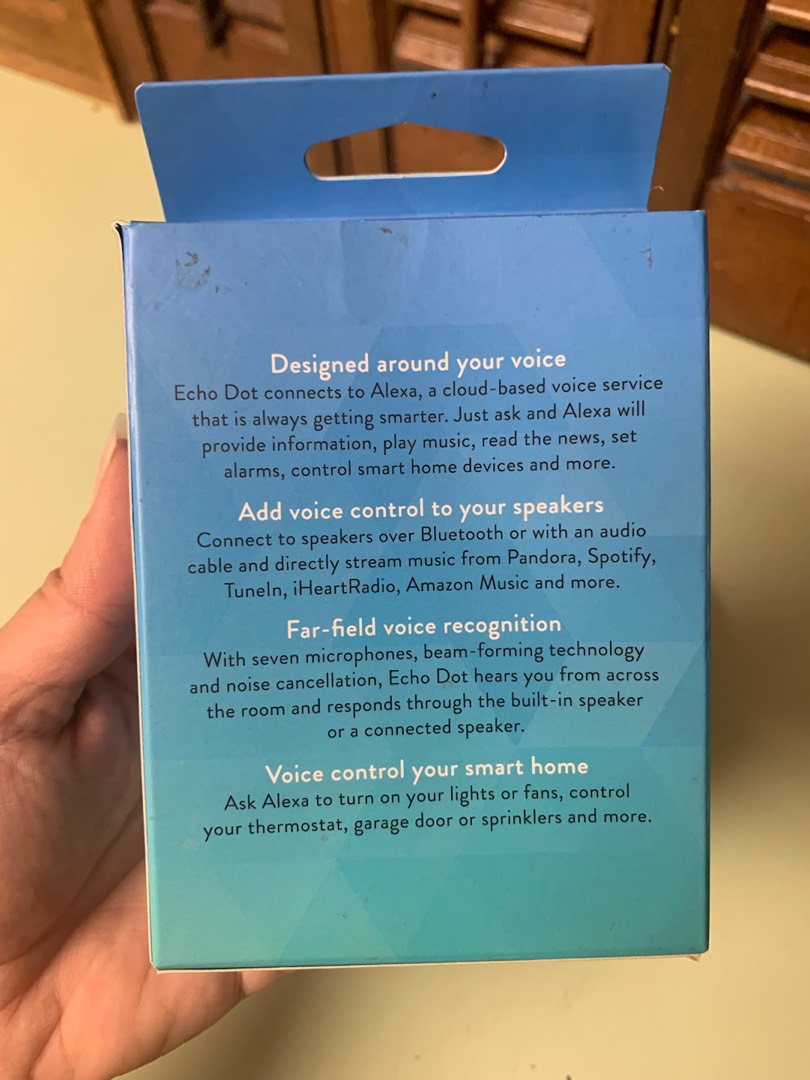 Designed around your voice
Echo Dot connects to Alexa, a cloud-based voice service
that is always getting smarter. Just ask and Alexa will
provide information, play music, read the news, set
alarms, control smart home devices and more.
Add voice control to your speakers
Connect to speakers over Bluetooth or with an audio
cable and directly stream music from Pandora, Spotify,
TuneIn, iHeartRadio, Amazon Music and more.
Far-field voice recognition
With seven microphones, beam-forming technology
and noise cancellation, Echo Dot hears you from across
the room and responds through the built-in speaker
or a connected speaker.
Voice control your smart home
Ask Alexa to turn on your lights or fans, control
your thermostat, garage door or sprinklers and more.